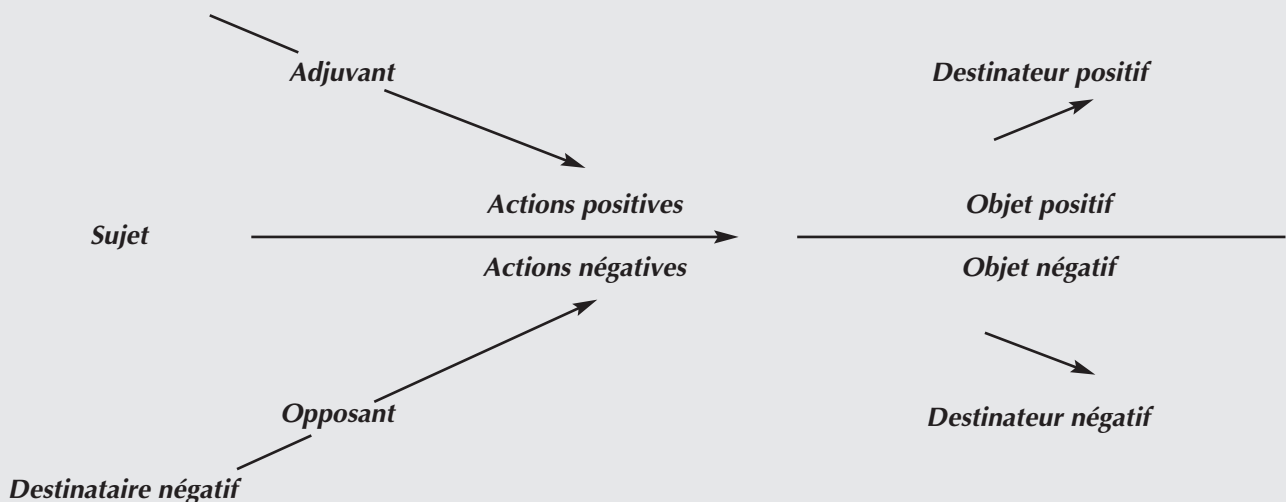 Adjuvant
Destinateur positif
Actions positives
Objet positif
Sujet
Actions négatives
Objet négatif
Opposant
Destinateur négatif
Destinataire négatif